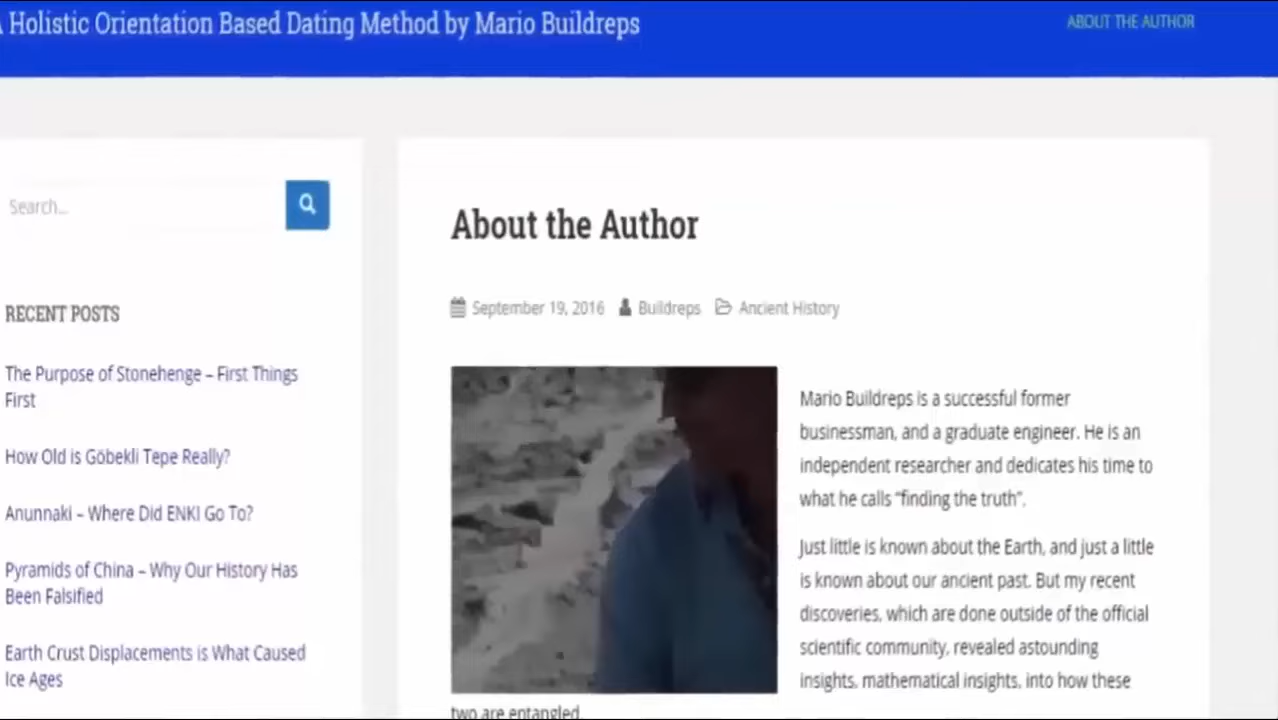 Holistic Orientation Based Dating Method by Mario Buildreps
ABOUT THE AUTHOR
Search...
RECENT POSTS
The Purpose of Stonehenge – First Things
First
How Old is Göbekli Tepe Really?
Anunnaki – Where Did ENKI Go To?
Pyramids of China – Why Our History Has
Been Falsified
Earth Crust Displacements is What Caused
Ice Ages
About the Author
September 19, 2016 Buildreps Ancient History
Mario Buildreps is a successful former
businessman, and a graduate engineer. He is an
independent researcher and dedicates his time to
what he calls “finding the truth”.
Just little is known about the Earth, and just a little
is known about our ancient past. But my recent
discoveries, which are done outside of the official
scientific community, revealed astounding
insights, mathematical insights, into how these
two are entangled.